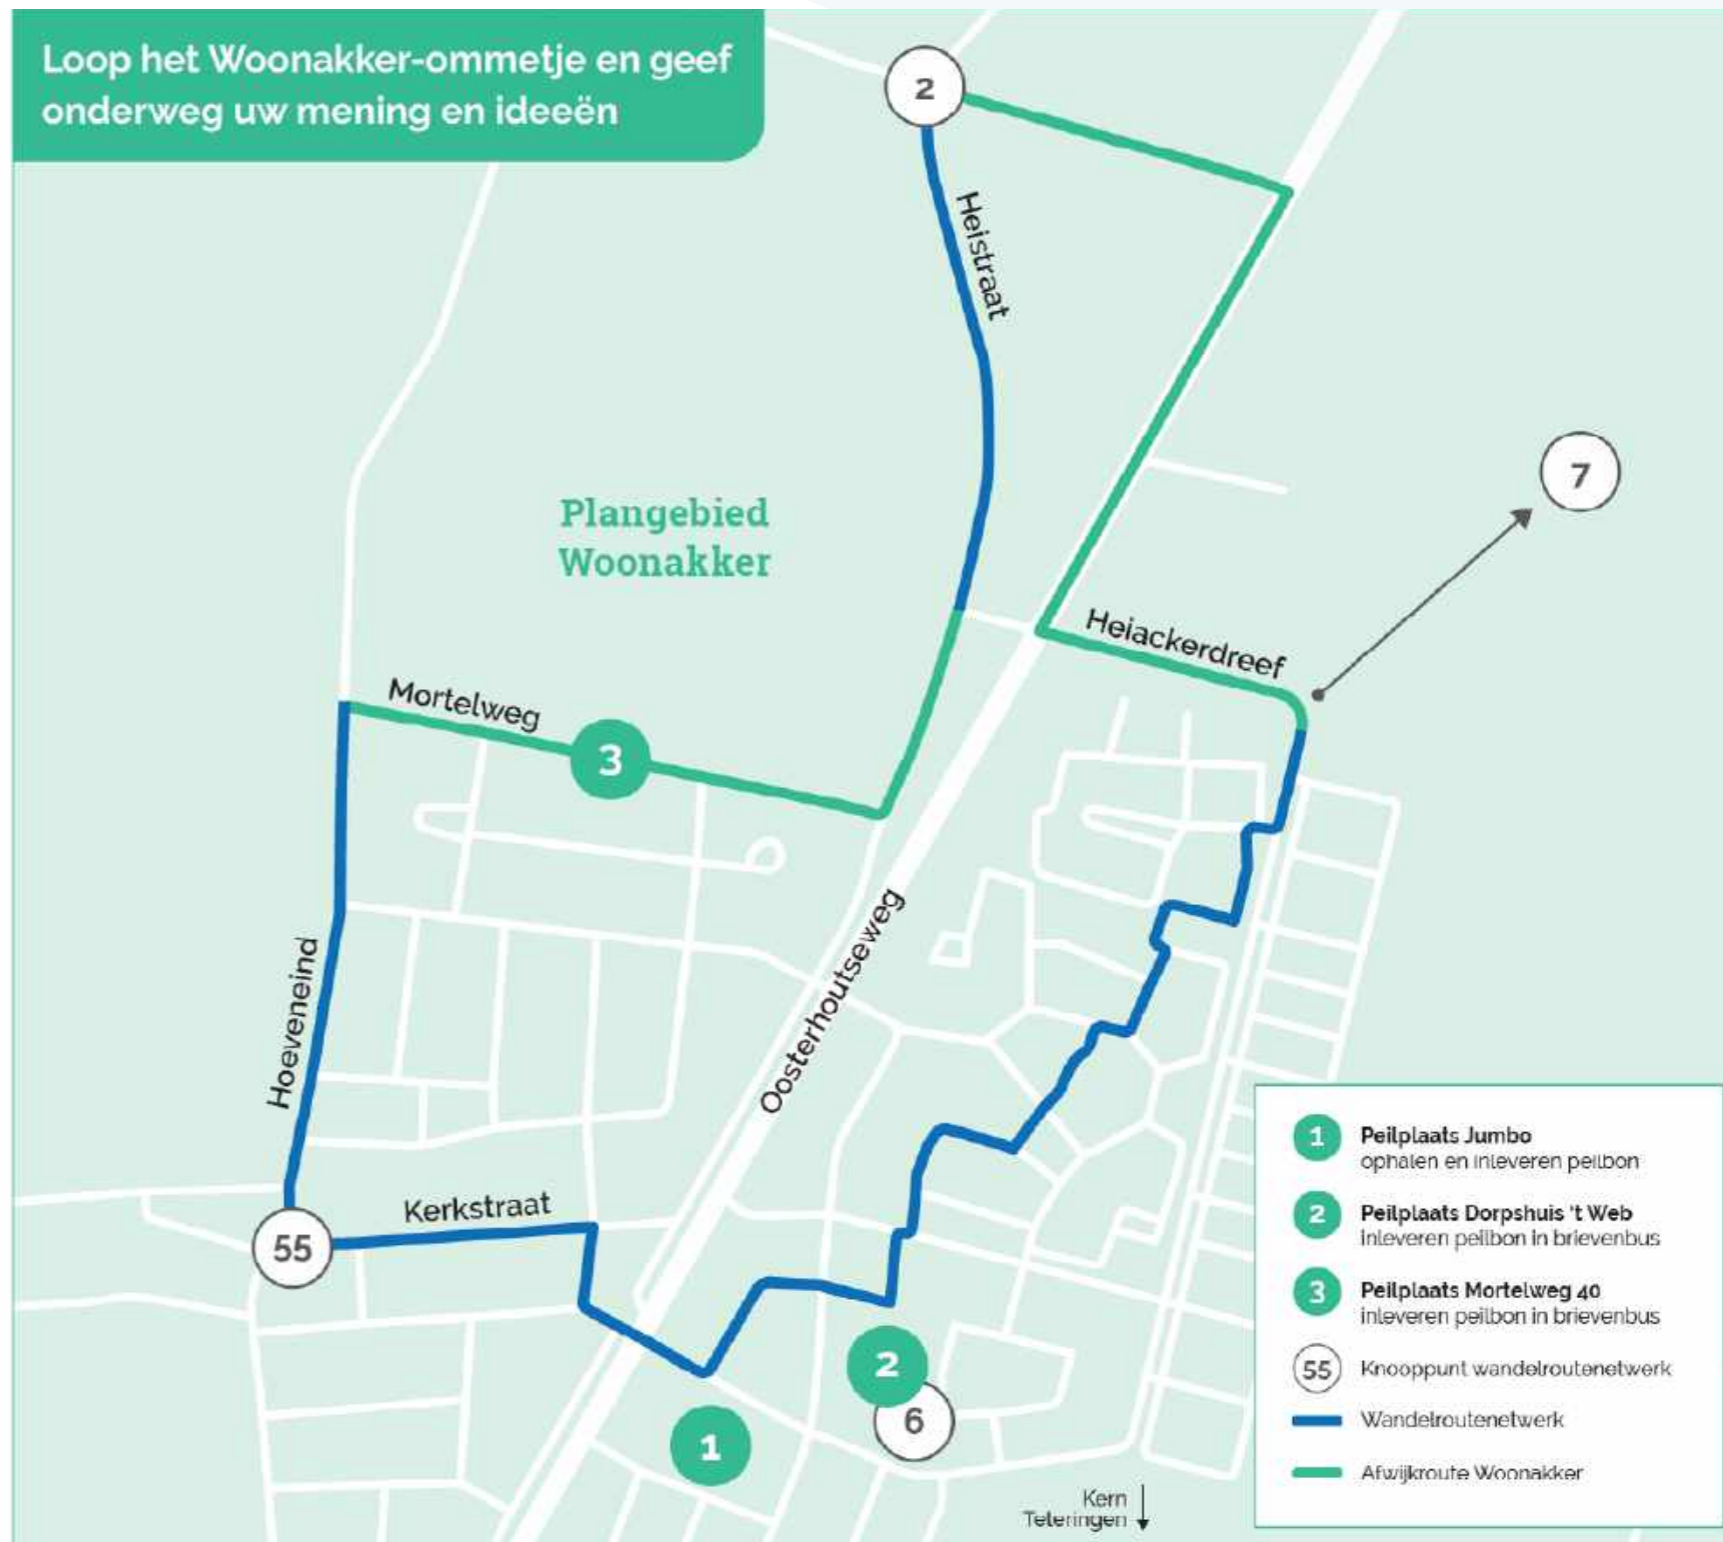 Loop het Woonakker-ommetje en geef
onderweg uw mening en ideeën
2
Heistraat
7
Plangebied
Woonakker
Heiackerdreef
Mortelweg
3
Oosterhoutseweg
Hoeveneind
Kerkstraat
55
2
6
1
Kern
Teteringen
1 Peilplaats Jumbo
ophalen en inleveren peilbon
2 Peilplaats Dorpshuis 't Web
inleveren peilbon in brievenbus
3 Peilplaats Mortelweg 40
inleveren peilbon in brievenbus
55 Knooppunt wandelroutenetwerk
Wandelroutenetwerk
Afwijkroute Woonakker